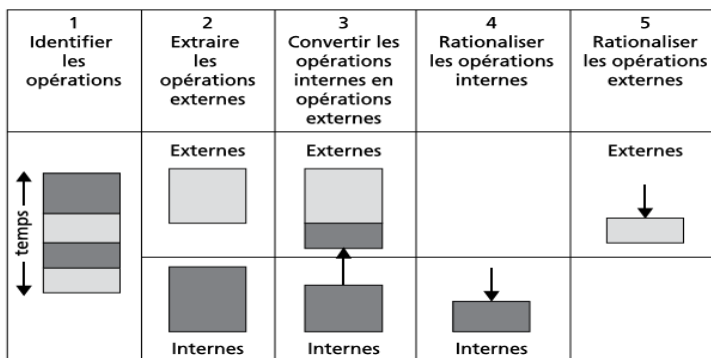 1
Identifier
les
opérations
2
Extraire
les
opérations
externes
3
Convertir les
opérations
internes en
opérations
externes
4
Rationaliser
les opérations
internes
5
Rationaliser
les opérations
externes
temps
Externes
Externes
Externes
Internes
Internes
Internes